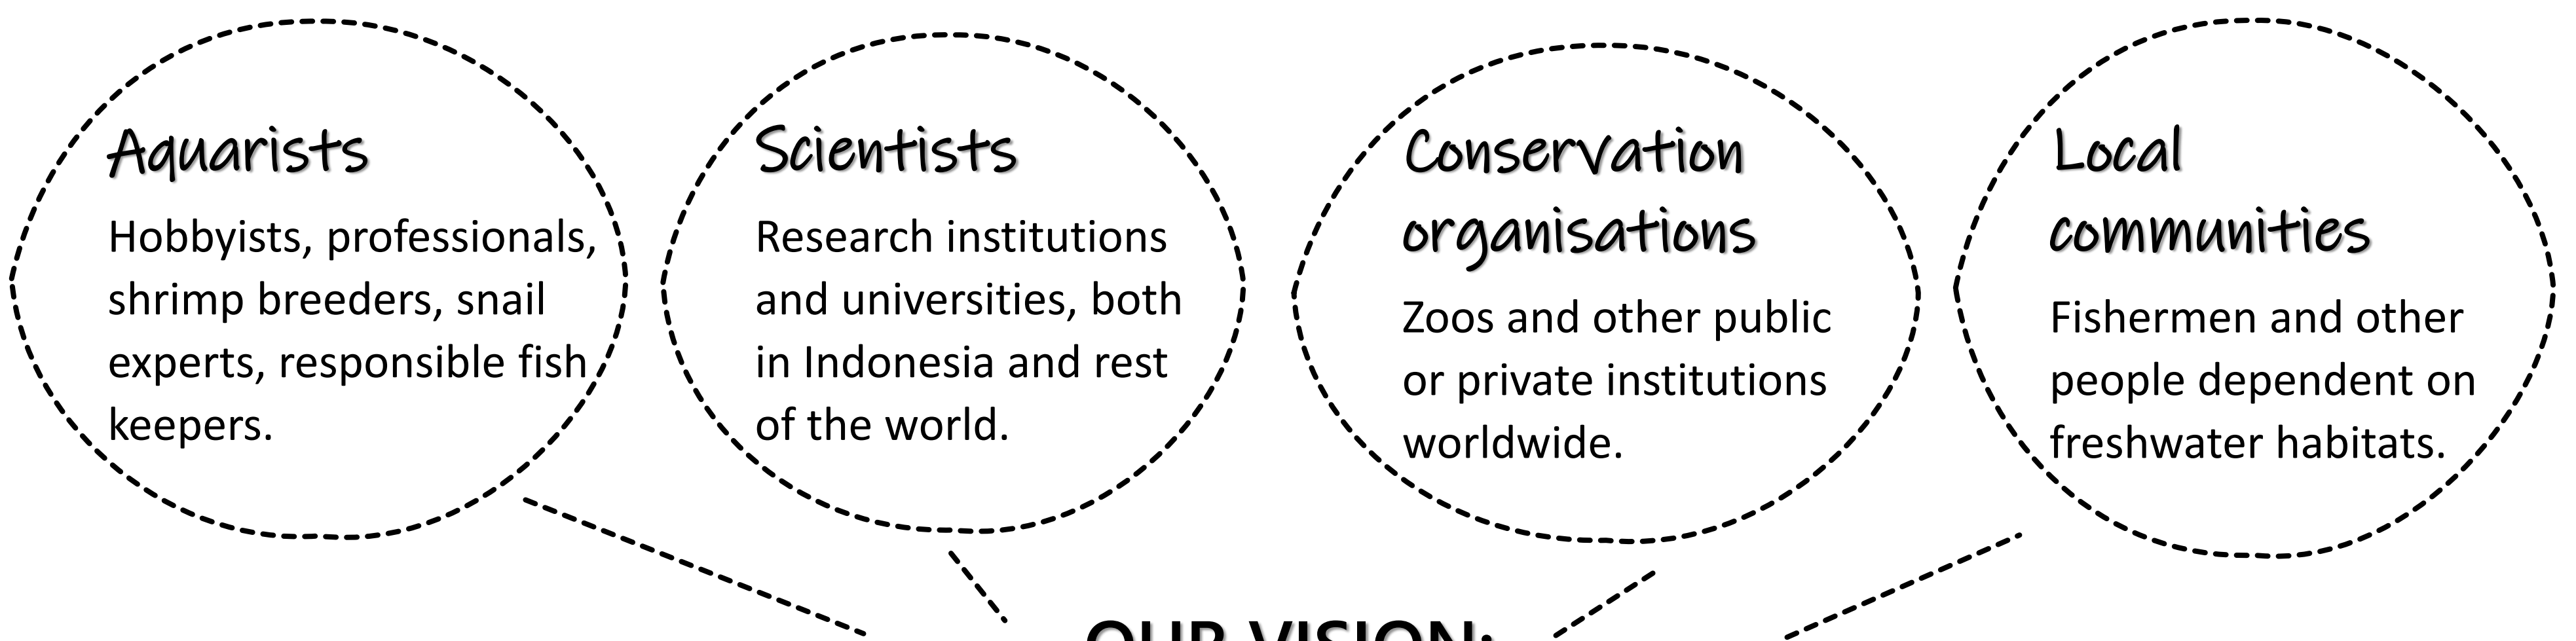 Aquarists
Hobbyists, professionals,
shrimp breeders, snail
experts, responsible fish
keepers.
Scientists
Research institutions
and universities, both
in Indonesia and rest
of the world.
Conservation
organisations
Zoos and other public
or private institutions
worldwide.
Local
communities
Fishermen and other
people dependent on
freshwater habitats.
OUR VISION: